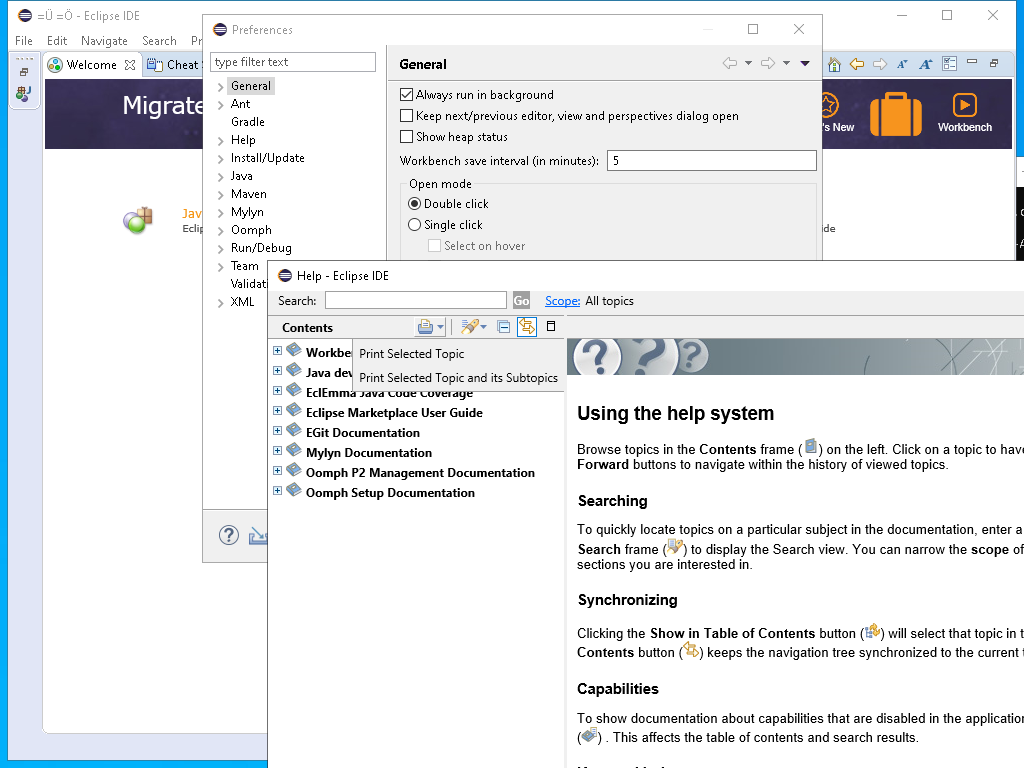 =Ü =Ö - Eclipse IDE
File Edit Navigate Search
Welcome
Cheat
Migrate
's New
Workbench
Jav
Eclip
de
Preferences
type filter text
General
Ant
Gradle
Help
Install/Update
Java
Maven
Mylyn
Oomph
Run/Debug
Team
Validati
XML
General
Always run in background
Keep next/previous editor, view and perspectives dialog open
Show heap status
Workbench save interval (in minutes): 5
Open mode
Double click
Single click
Select on hover
Help - Eclipse IDE
Search: Go Scope: All topics
Contents
Print Selected Topic
Print Selected Topic and its Subtopics
Workbe
Java dev
EclEmma Java Code Coverage
Eclipse Marketplace User Guide
EGit Documentation
Mylyn Documentation
Oomph P2 Management Documentation
Oomph Setup Documentation
Using the help system
Browse topics in the Contents frame ( ) on the left. Click on a topic to have
Forward buttons to navigate within the history of viewed topics.
Searching
To quickly locate topics on a particular subject in the documentation, enter a
Search frame ( ) to display the Search view. You can narrow the scope of
sections you are interested in.
Synchronizing
Clicking the Show in Table of Contents button ( ) will select that topic in t
Contents button ( ) keeps the navigation tree synchronized to the current t
Capabilities
To show documentation about capabilities that are disabled in the application
( ) . This affects the table of contents and search results.